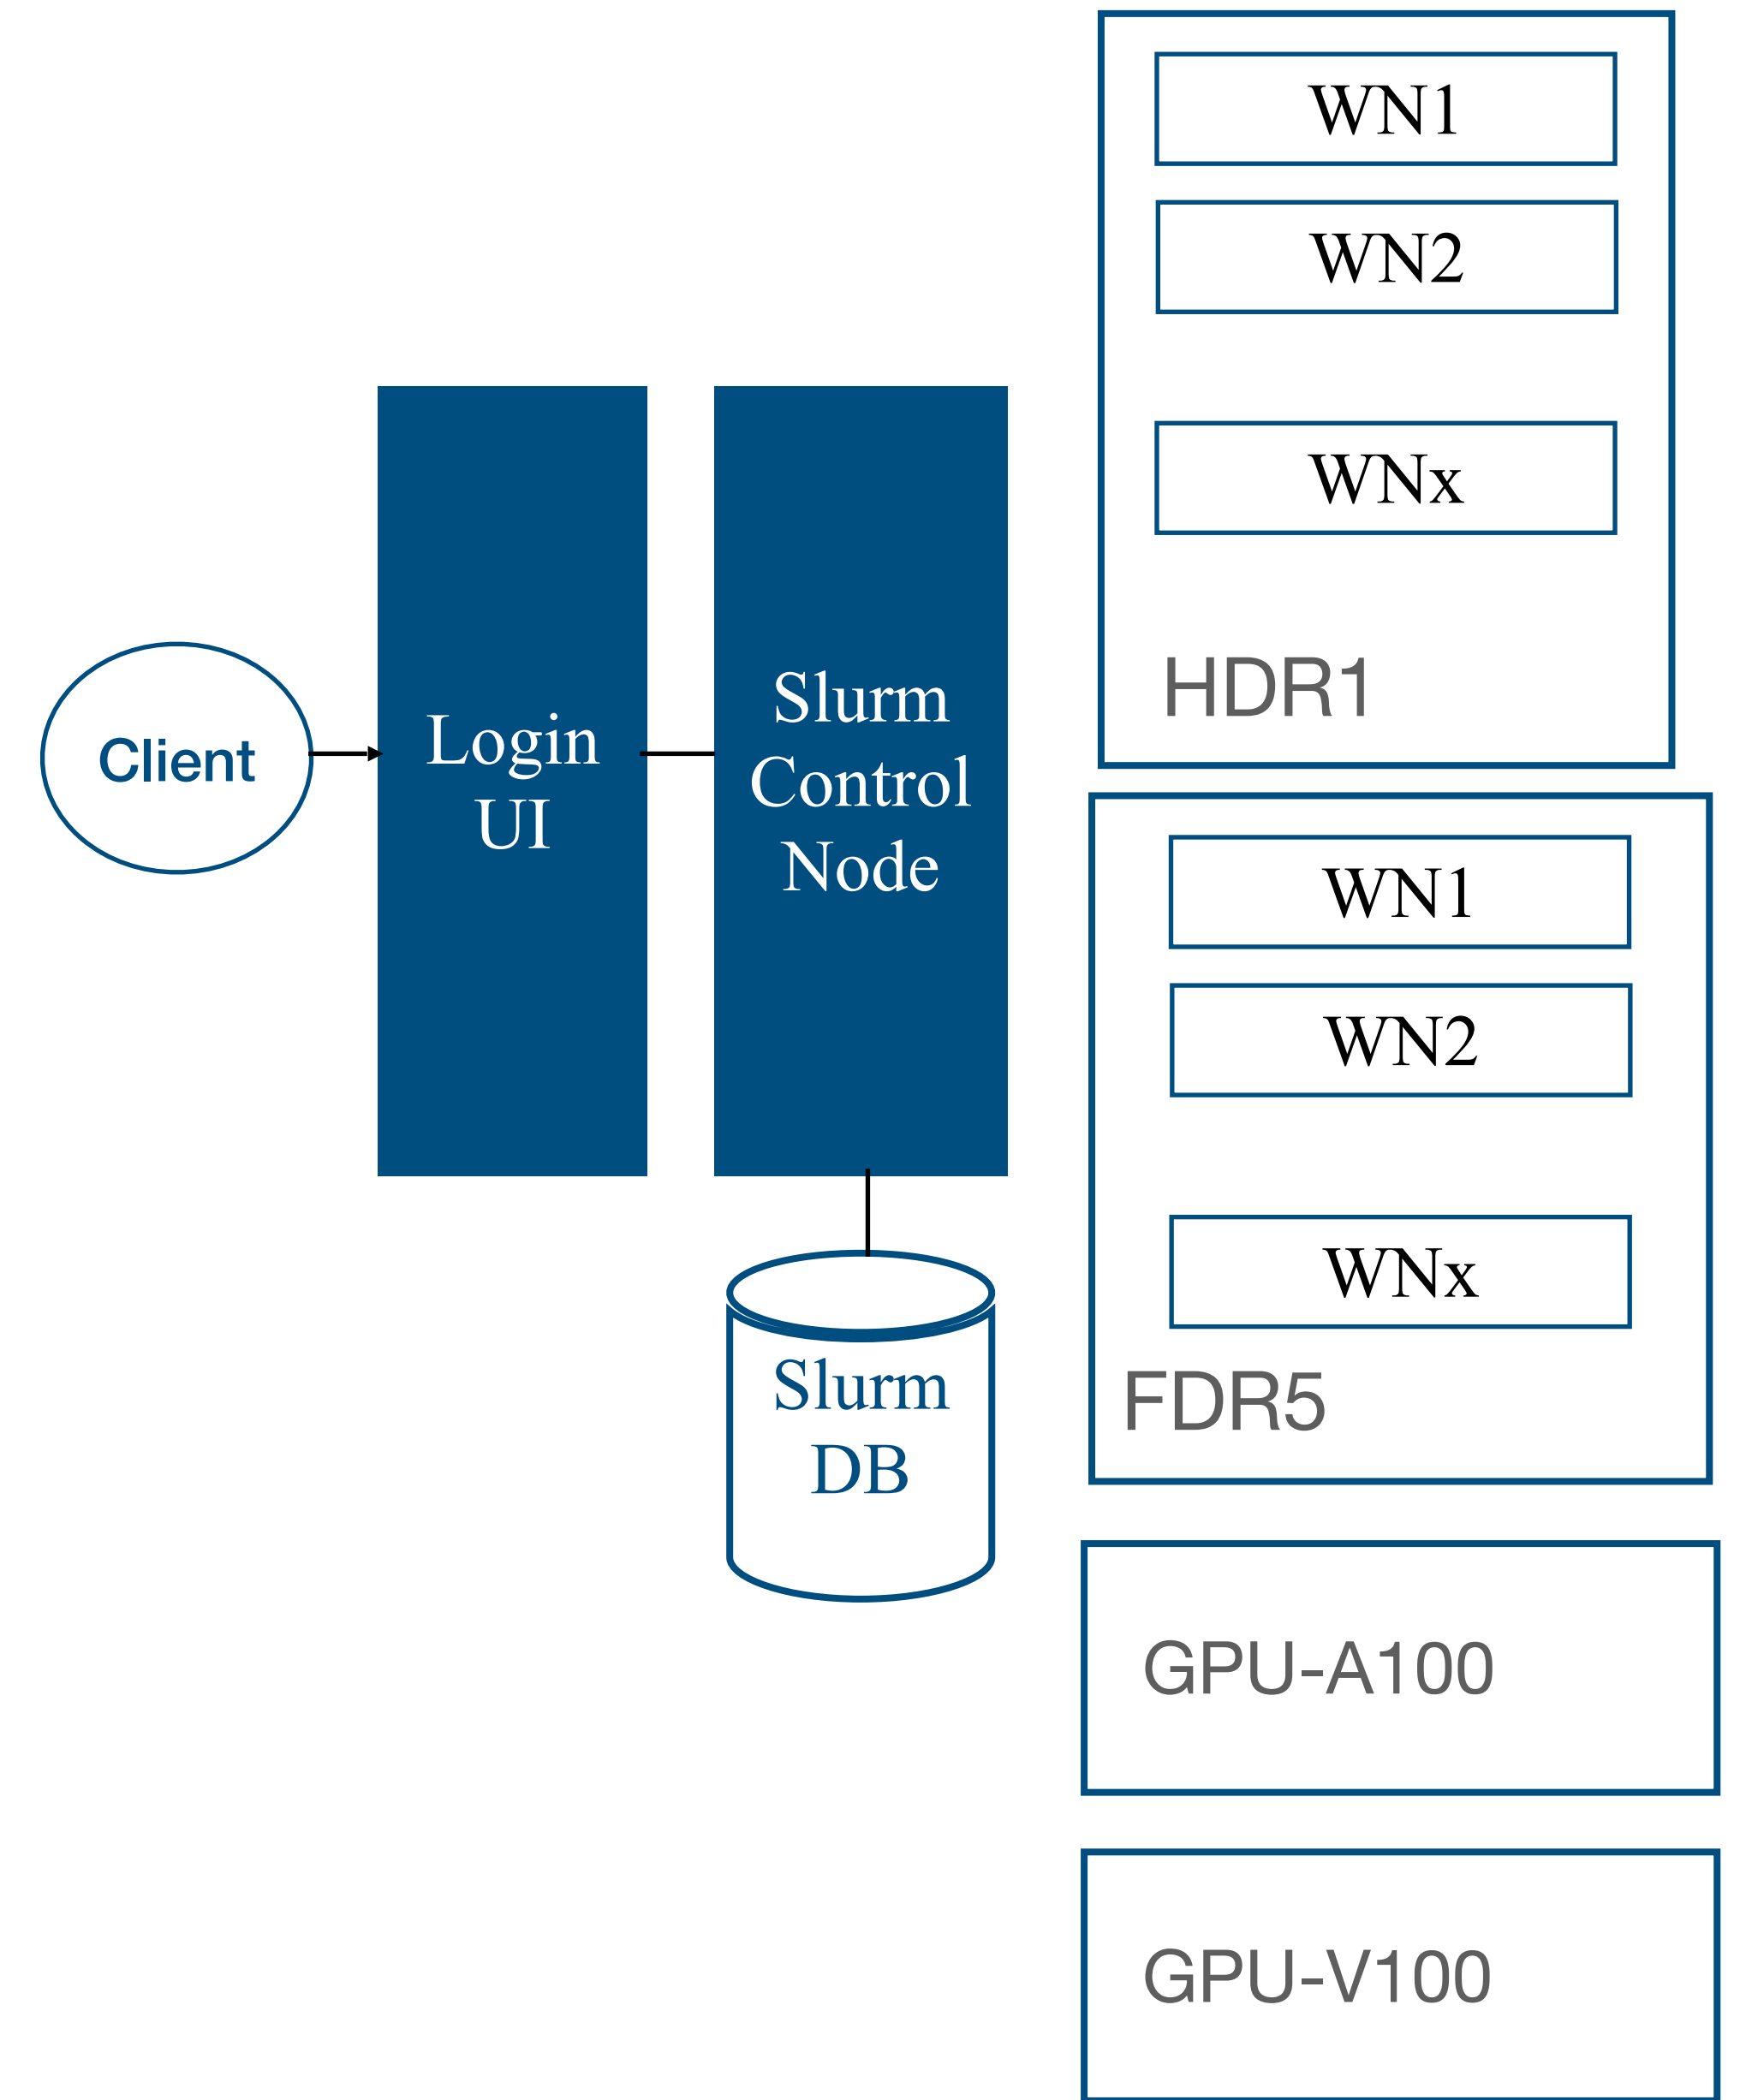 Client
Login
UI
Slurm
Control
Node
Slurm
DB
WN1
WN2
WNx
HDR1
WN1
WN2
WNx
FDR5
GPU-A100
GPU-V100